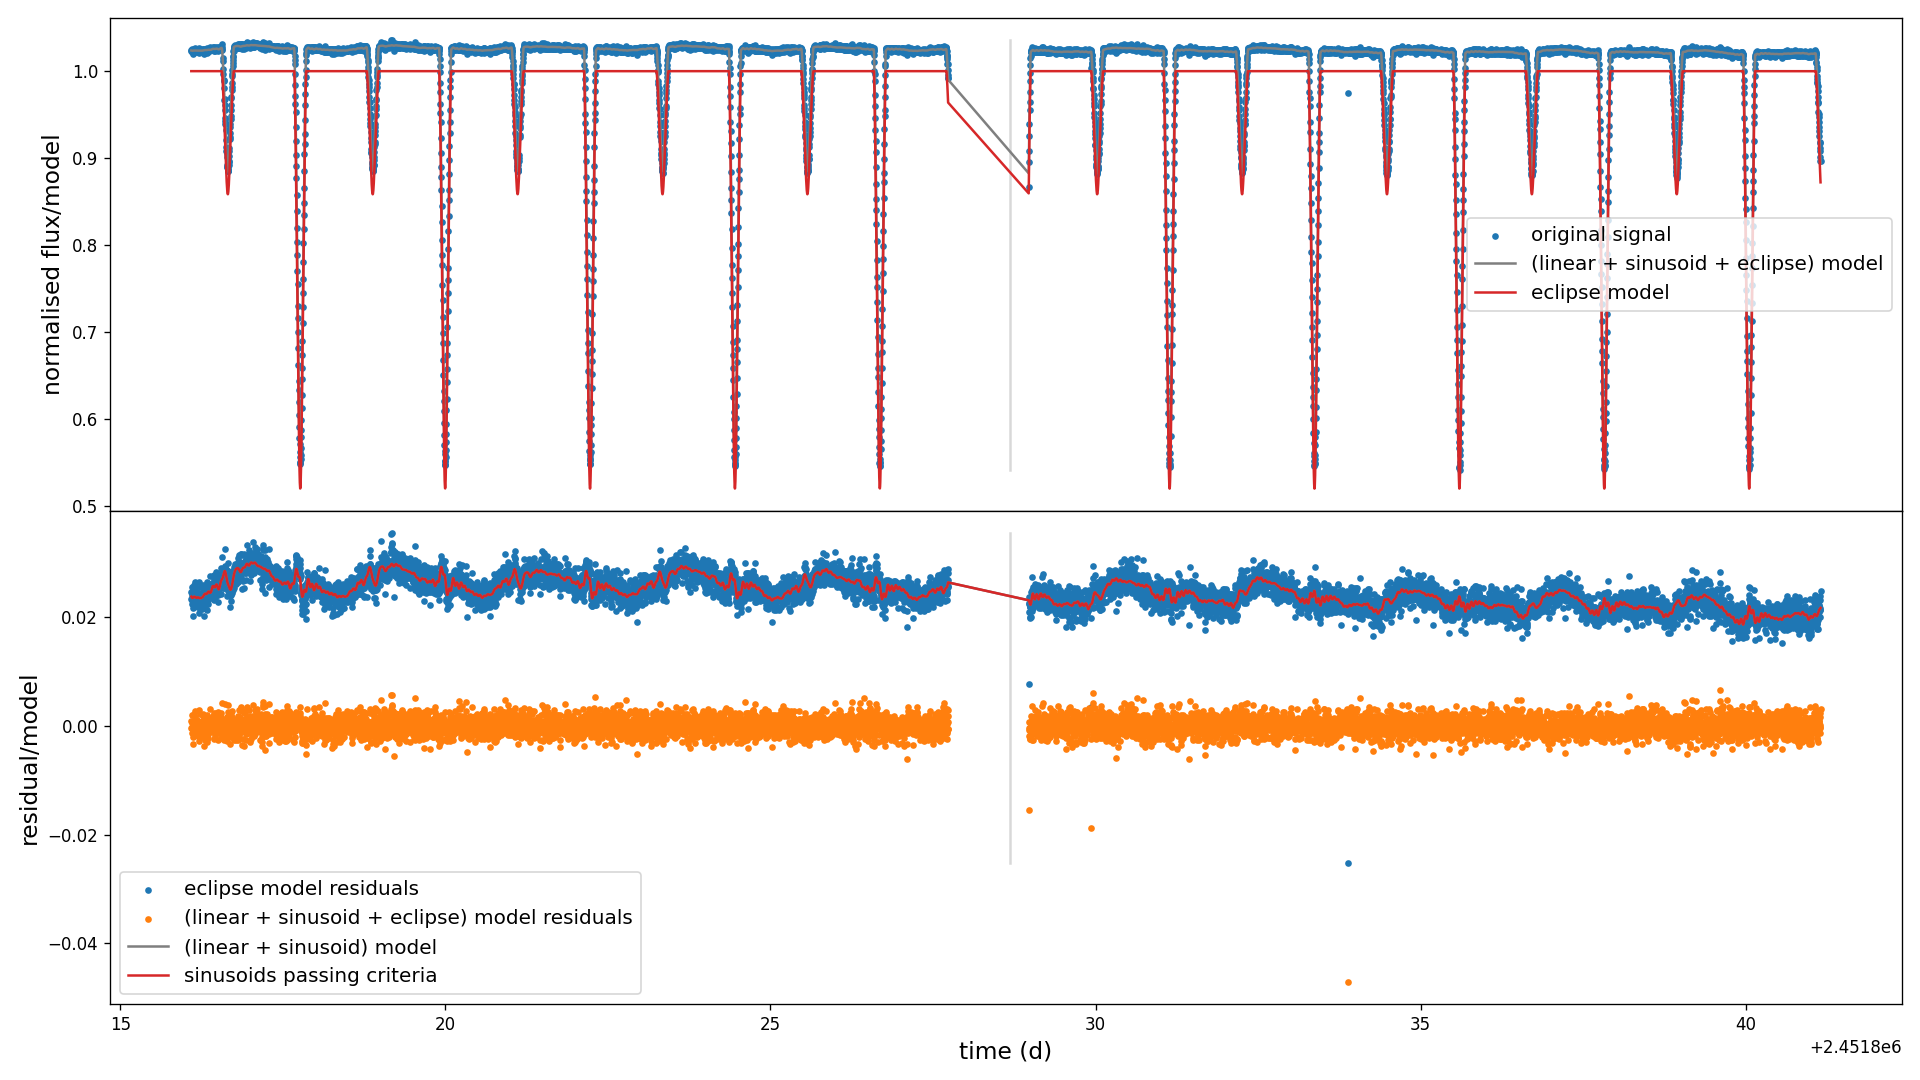 normalised flux/model
1.0
0.9
0.8
0.7
0.6
0.5
original signal
(linear + sinusoid + eclipse) model
eclipse model
residual/model
0.02
0.00
−0.02
−0.04
eclipse model residuals
(linear + sinusoid + eclipse) model residuals
(linear + sinusoid) model
sinusoids passing criteria
15 20 25 30 35 40
time (d)
+2.4518e6